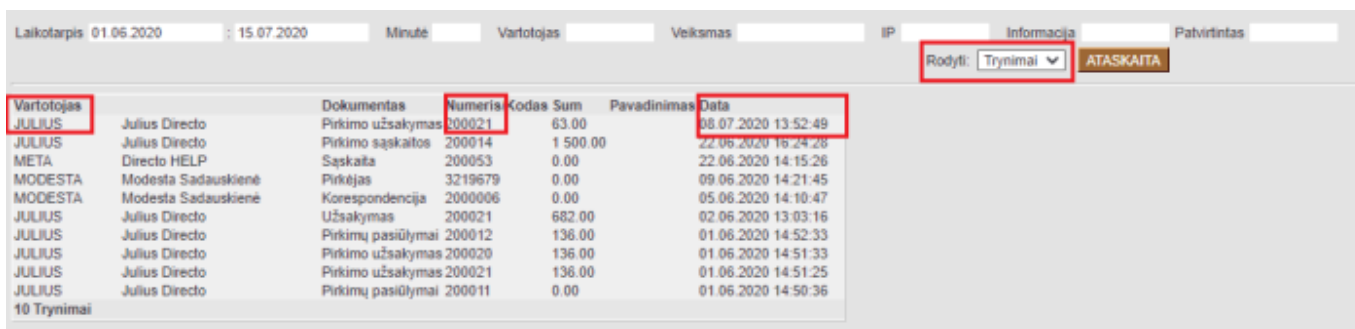 Laikotarpis 01.06.2020 : 15.07.2020 Minutė Vartotojas Veiksmas IP Informacija Patvirtintas
Rodyti: Trynimai ATASKAITA
Vartotojas Dokumentas Numeris/Kodas Sum Pavadinimas Data
JULIUS Julius Directo Pirkimo užsakymas 200021 63.00 08.07.2020 13:52:49
JULIUS Julius Directo Pirkimo sąskaitos 200014 1 500.00 22.06.2020 16:24:28
META Directo HELP Sąskaita 200053 0.00 22.06.2020 14:15:26
MODESTA Modesta Sadauskienė Pirkėjas 3219679 0.00 09.06.2020 14:21:45
MODESTA Modesta Sadauskienė Korespondencija 2000006 0.00 05.06.2020 14:10:47
JULIUS Julius Directo Užsakymas 200021 682.00 02.06.2020 13:03:16
JULIUS Julius Directo Pirkimų pasiūlymai 200012 136.00 01.06.2020 14:52:33
JULIUS Julius Directo Pirkimo užsakymas 200020 136.00 01.06.2020 14:51:33
JULIUS Julius Directo Pirkimo užsakymas 200021 136.00 01.06.2020 14:51:25
JULIUS Julius Directo Pirkimų pasiūlymai 200011 0.00 01.06.2020 14:50:36
10 Trynimai